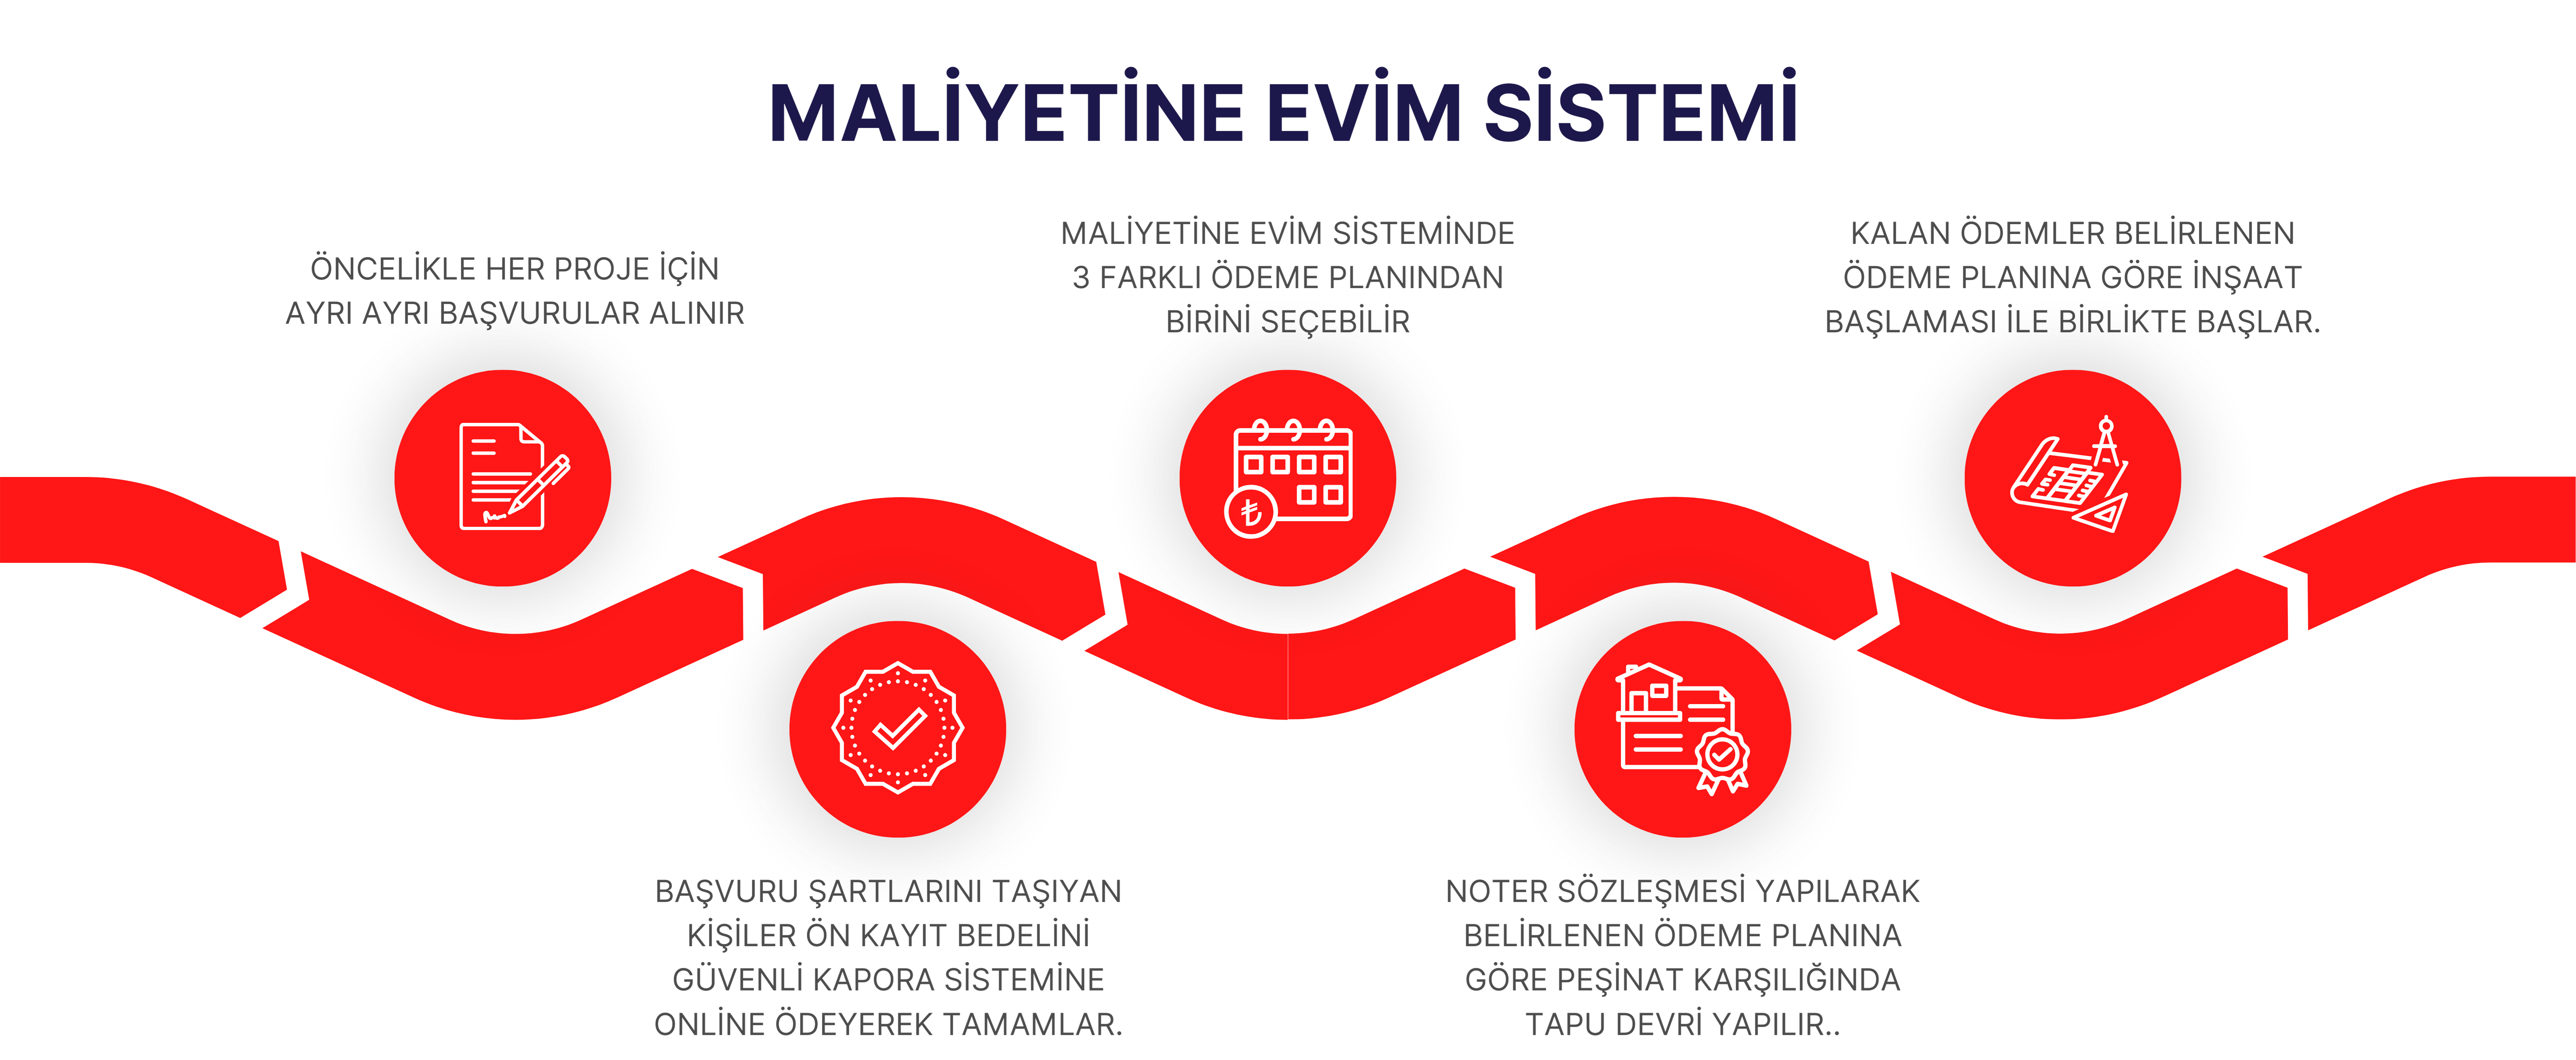 MALİYETİNE EVİM SİSTEMİ
ÖNCELİKLE HER PROJE İÇİN
AYRI AYRI BAŞVURULAR ALINIR
BAŞVURU ŞARTLARINI TAŞIYAN
KİŞİLER ÖN KAYIT BEDELİNİ
GÜVENLİ KAPORA SİSTEMİNE
ONLİNE ÖDEYEREK TAMAMLAR.
MALİYETİNE EVİM SİSTEMİNDE
3 FARKLI ÖDEME PLANINDAN
BİRİNİ SEÇEBİLİR
₺
NOTER SÖZLEŞMESİ YAPILARAK
BELİRLENEN ÖDEME PLANINA
GÖRE PEŞİNAT KARŞILIĞINDA
TAPU DEVRİ YAPILIR..
KALAN ÖDEMLER BELİRLENEN
ÖDEME PLANINA GÖRE İNŞAAT
BAŞLAMASI İLE BİRLİKTE BAŞLAR.